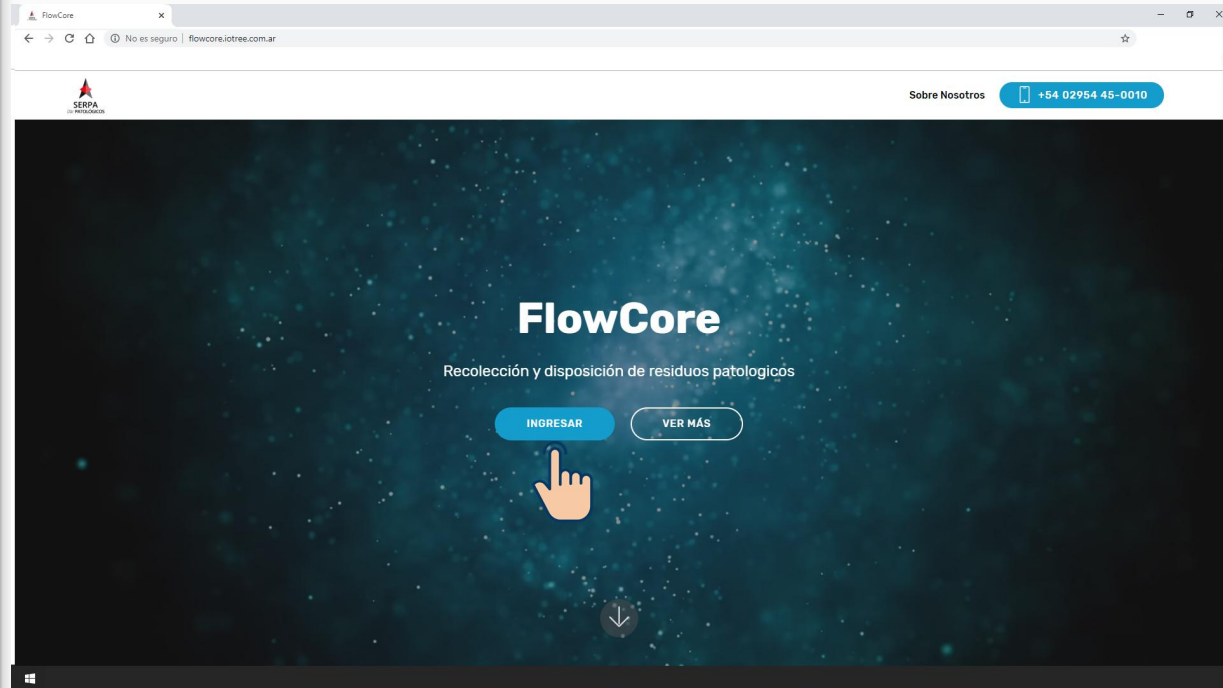 FlowCore
No es seguro | flowcore.iotree.com.ar
SERPA
Sobre Nosotros
+54 02954 45-0010
FlowCore
Recolección y disposición de residuos patologicos
INGRESAR
VER MÁS